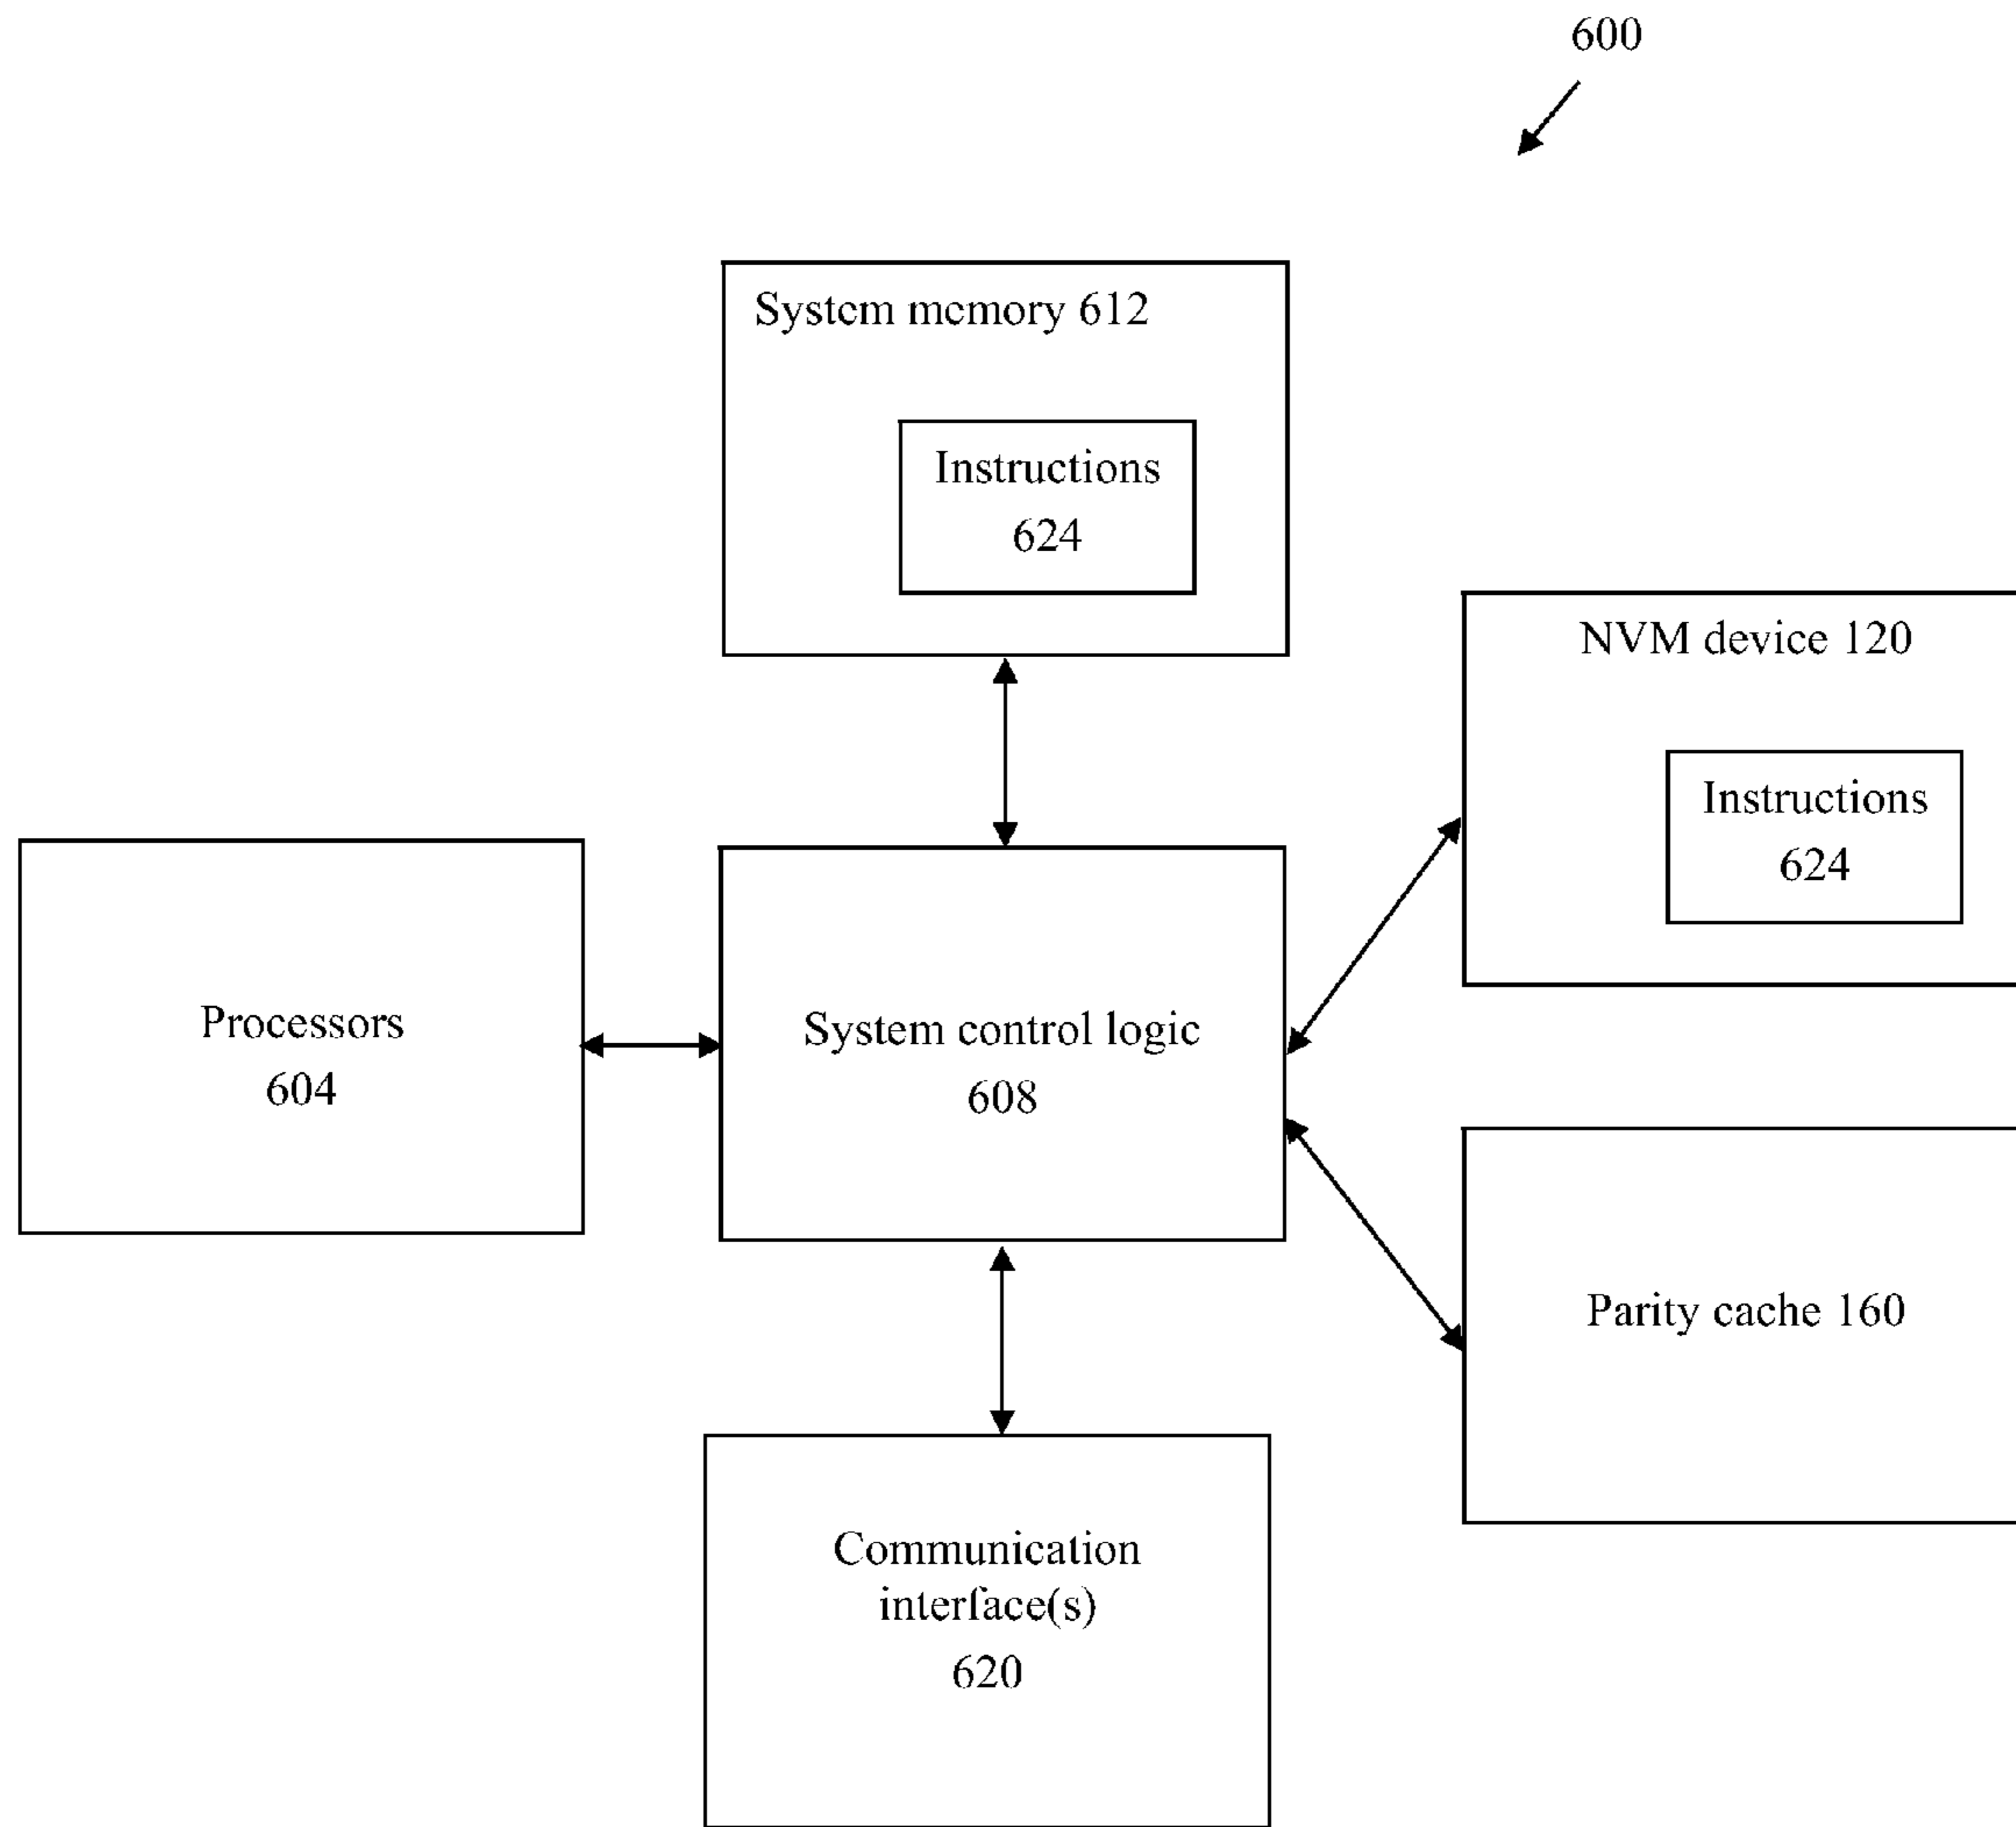 600
System memory 612
Instructions
624
NVM device 120
Instructions
624
Processors
604
System control logic
608
Parity cache 160
Communication
interface(s)
620